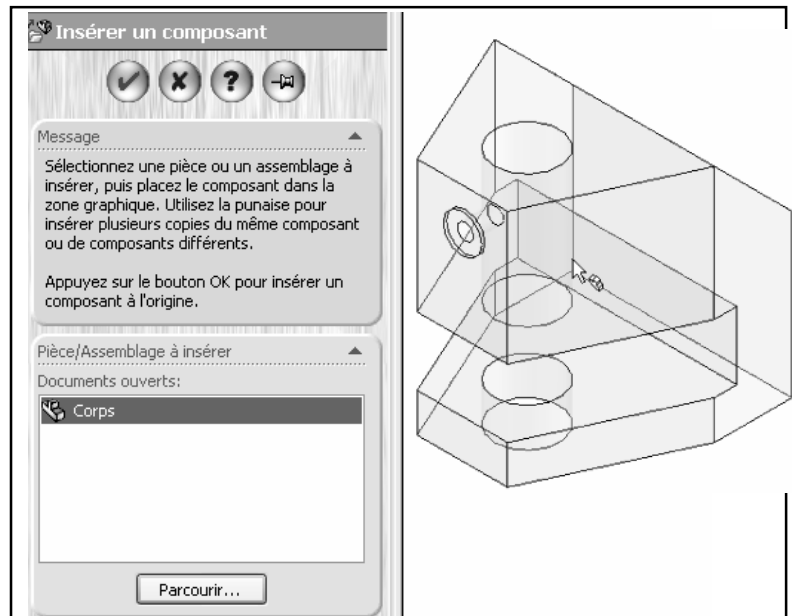 Insérer un composant
?
Message
Sélectionnez une pièce ou un assemblage à
insérer, puis placez le composant dans la
zone graphique. Utilisez la punaise pour
insérer plusieurs copies du même composant
ou de composants différents.
Appuyez sur le bouton OK pour insérer un
composant à l'origine.
Pièce/Assemblage à insérer
Documents ouverts:
Corps
Parcourir...